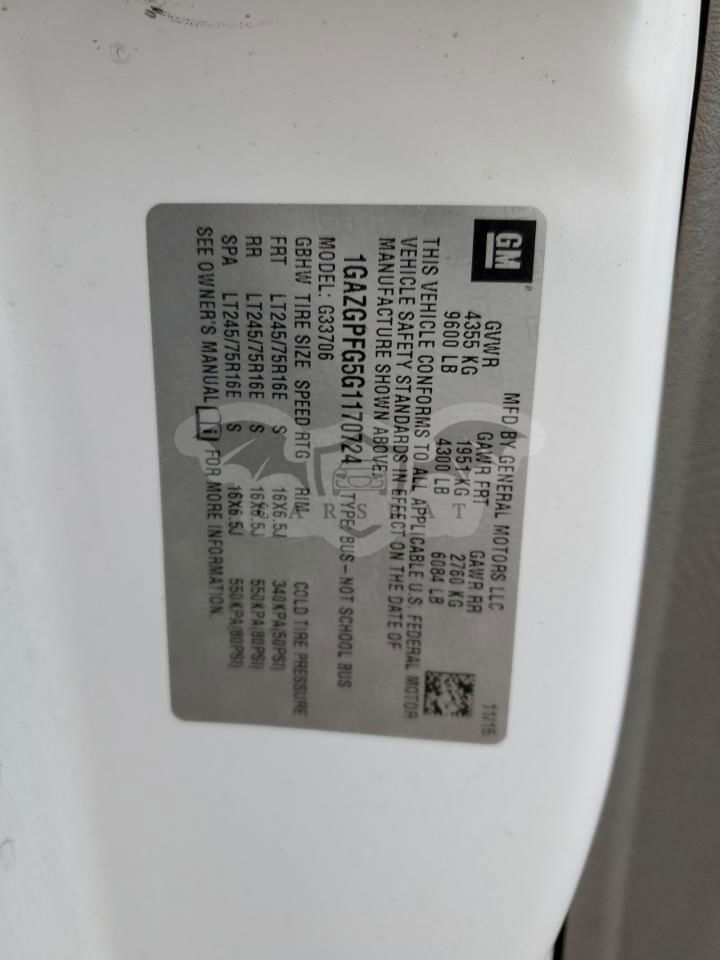 GM
MFD BY GENERAL MOTORS LLC 11/15
GVWR GAWR FRT GAWR RR
4355 KG 1951 KG 2760 KG
9600 LB 4300 LB 6084 LB
THIS VEHICLE CONFORMS TO ALL APPLICABLE U.S. FEDERAL MOTOR
VEHICLE SAFETY STANDARDS IN EFFECT ON THE DATE OF
MANUFACTURE SHOWN ABOVE.
1GAZGPFG5G1170724 TYPE: BUS – NOT SCHOOL BUS
MODEL: G33706
GBHW TIRE SIZE SPEED RTG RIM COLD TIRE PRESSURE
FRT LT245/75R16E S 16X6.5J 340KPA(50PSI)
RR LT245/75R16E S 16X6.5J 550KPA(80PSI)
SPA LT245/75R16E S 16X6.5J 550KPA(80PSI)
SEE OWNER'S MANUAL FOR MORE INFORMATION.